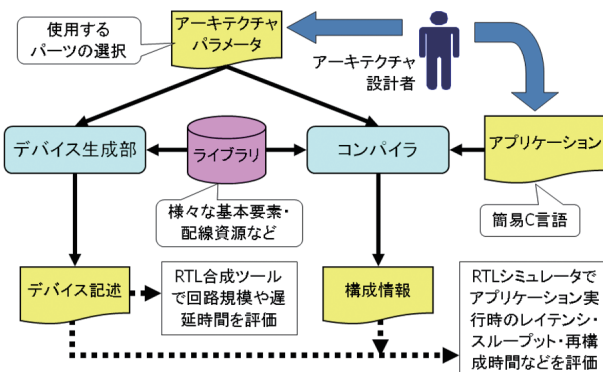 使用する
パーツの選択
アーキテクチャ
パラメータ
アーキテクチャ
設計者
デバイス生成部
ライブラリ
コンパイラ
アプリケーション
様々な基本要素・
配線資源など
簡易C言語
デバイス記述
RTL合成ツール
で回路規模や遅
延時間を評価
構成情報
RTLシミュレータで
アプリケーション実
行時のレイテンシ・
スループット・再構
成時間などを評価